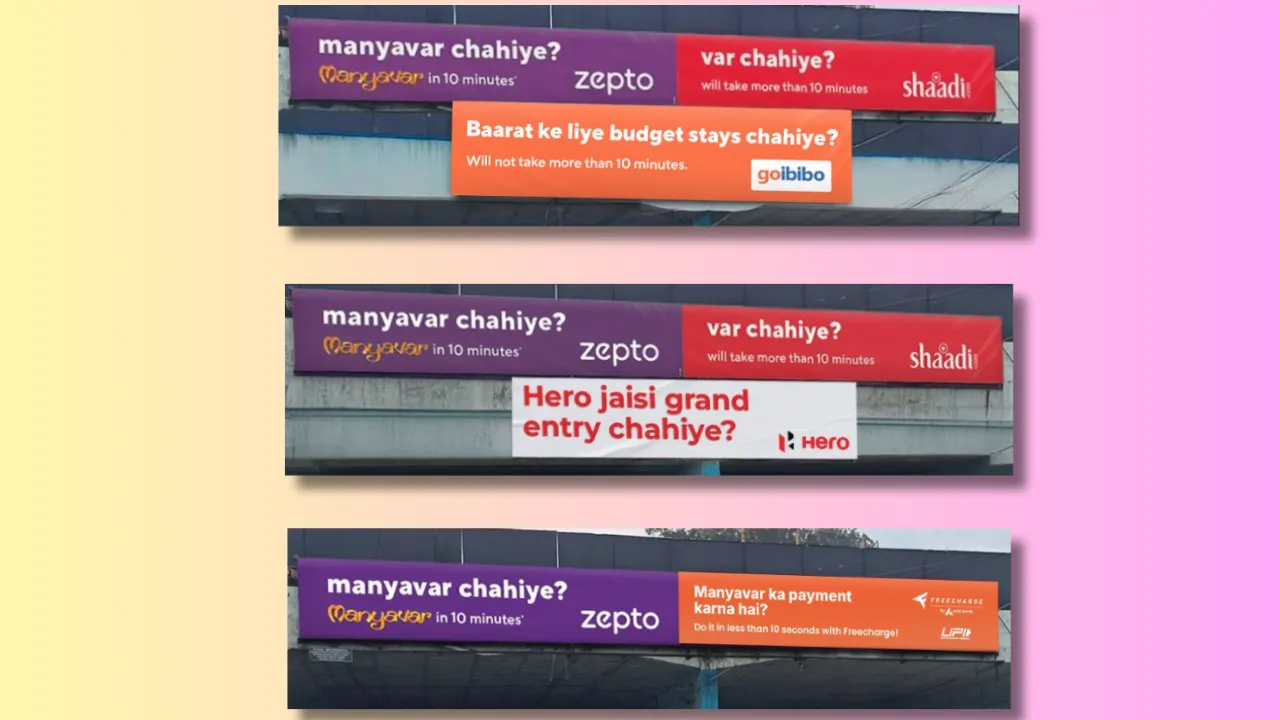 manyavar chahiye?
Manyavar in 10 minutes*
zepto
var chahiye?
will take more than 10 minutes
shaadi.com
Baarat ke liye budget stays chahiye?
Will not take more than 10 minutes.
goibibo
manyavar chahiye?
Manyavar in 10 minutes*
zepto
var chahiye?
will take more than 10 minutes
shaadi.com
Hero jaisi grand
entry chahiye?
Hero
manyavar chahiye?
Manyavar in 10 minutes*
zepto
Manyavar ka payment
karna hai?
Do it in less than 10 seconds with Freecharge!
FREECHARGE
UPI